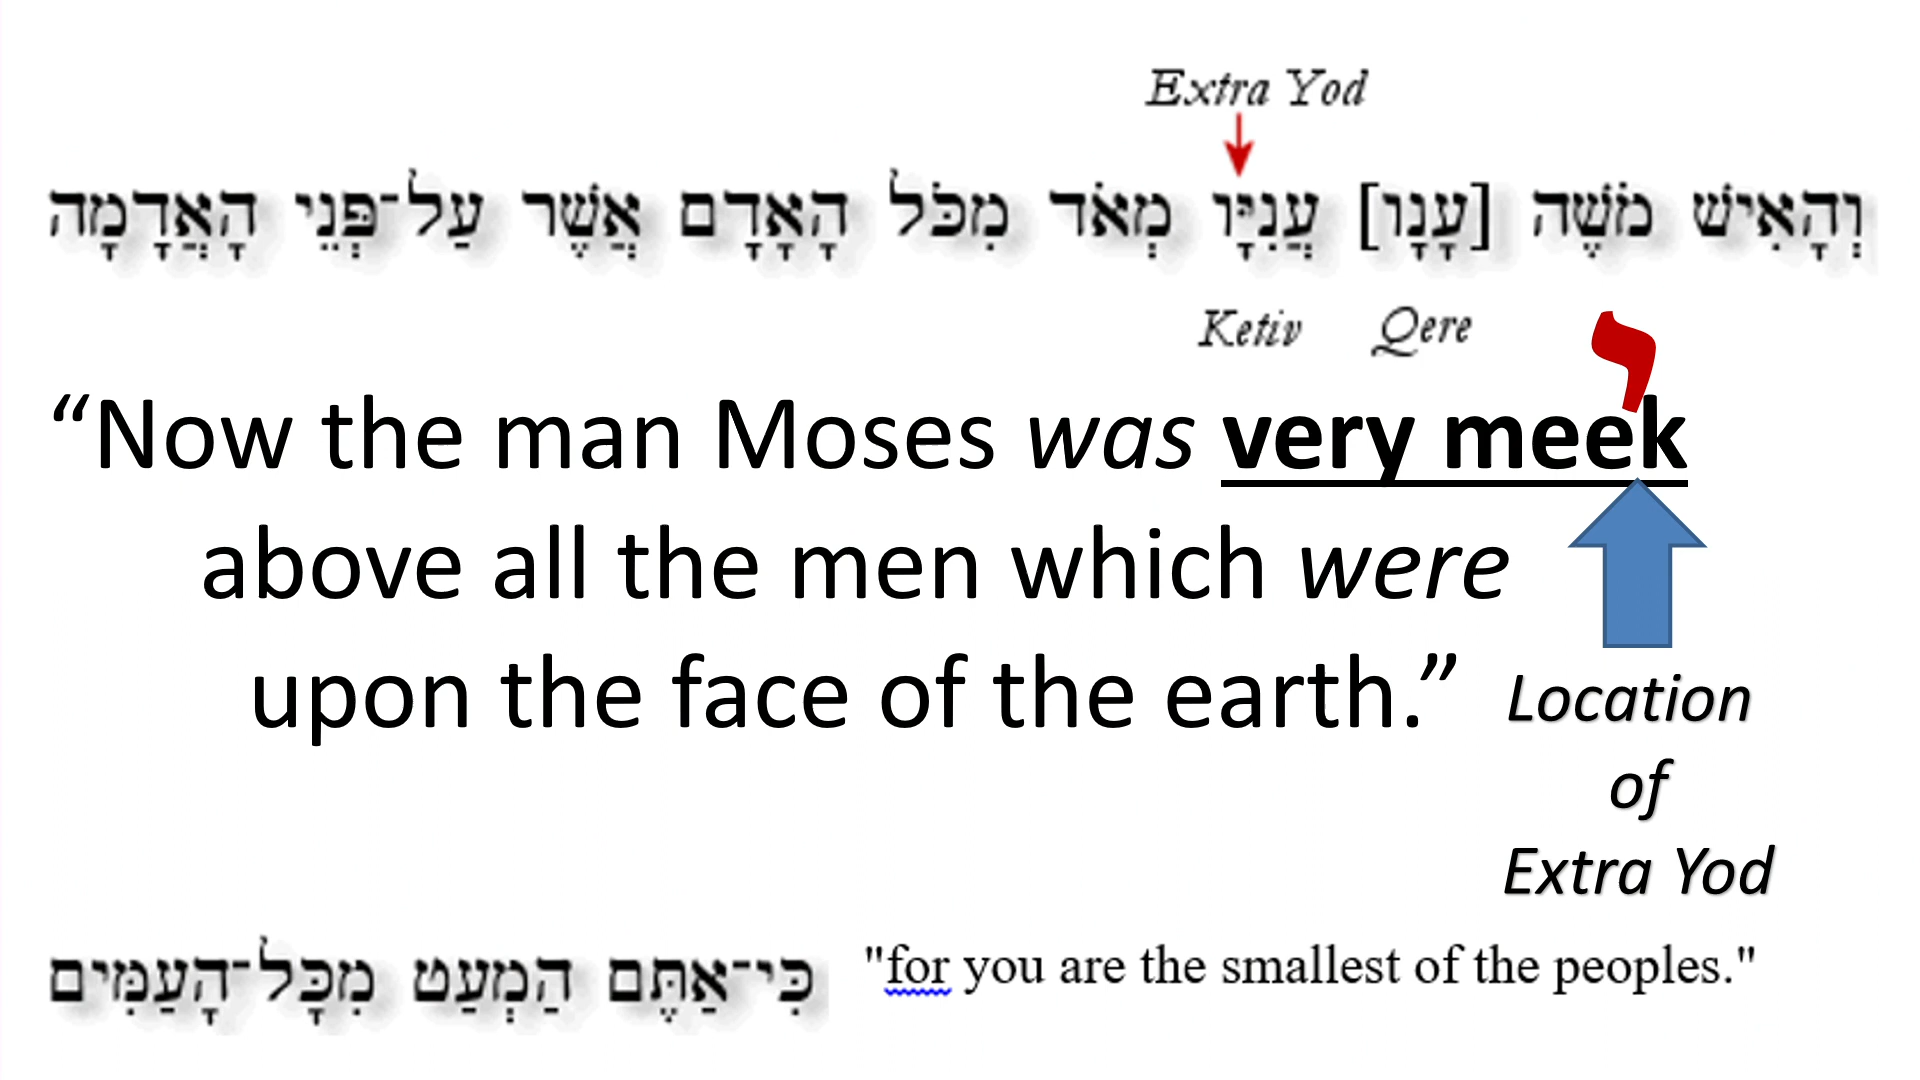 Extra Yod
וְהָאִישׁ מֹשֶׁה [עָנָו] עֲנִיָּו מְאֹד מִכֹּל הָאָדָם אֲשֶׁר עַל־פְּנֵי הָאֲדָמָה
Ketiv Qere
י
“Now the man Moses was very meek
above all the men which were
upon the face of the earth.”
Location
of
Extra Yod
כִּי־אַתֶּם הַמְעַט מִכָּל־הָעַמִּים "for you are the smallest of the peoples."